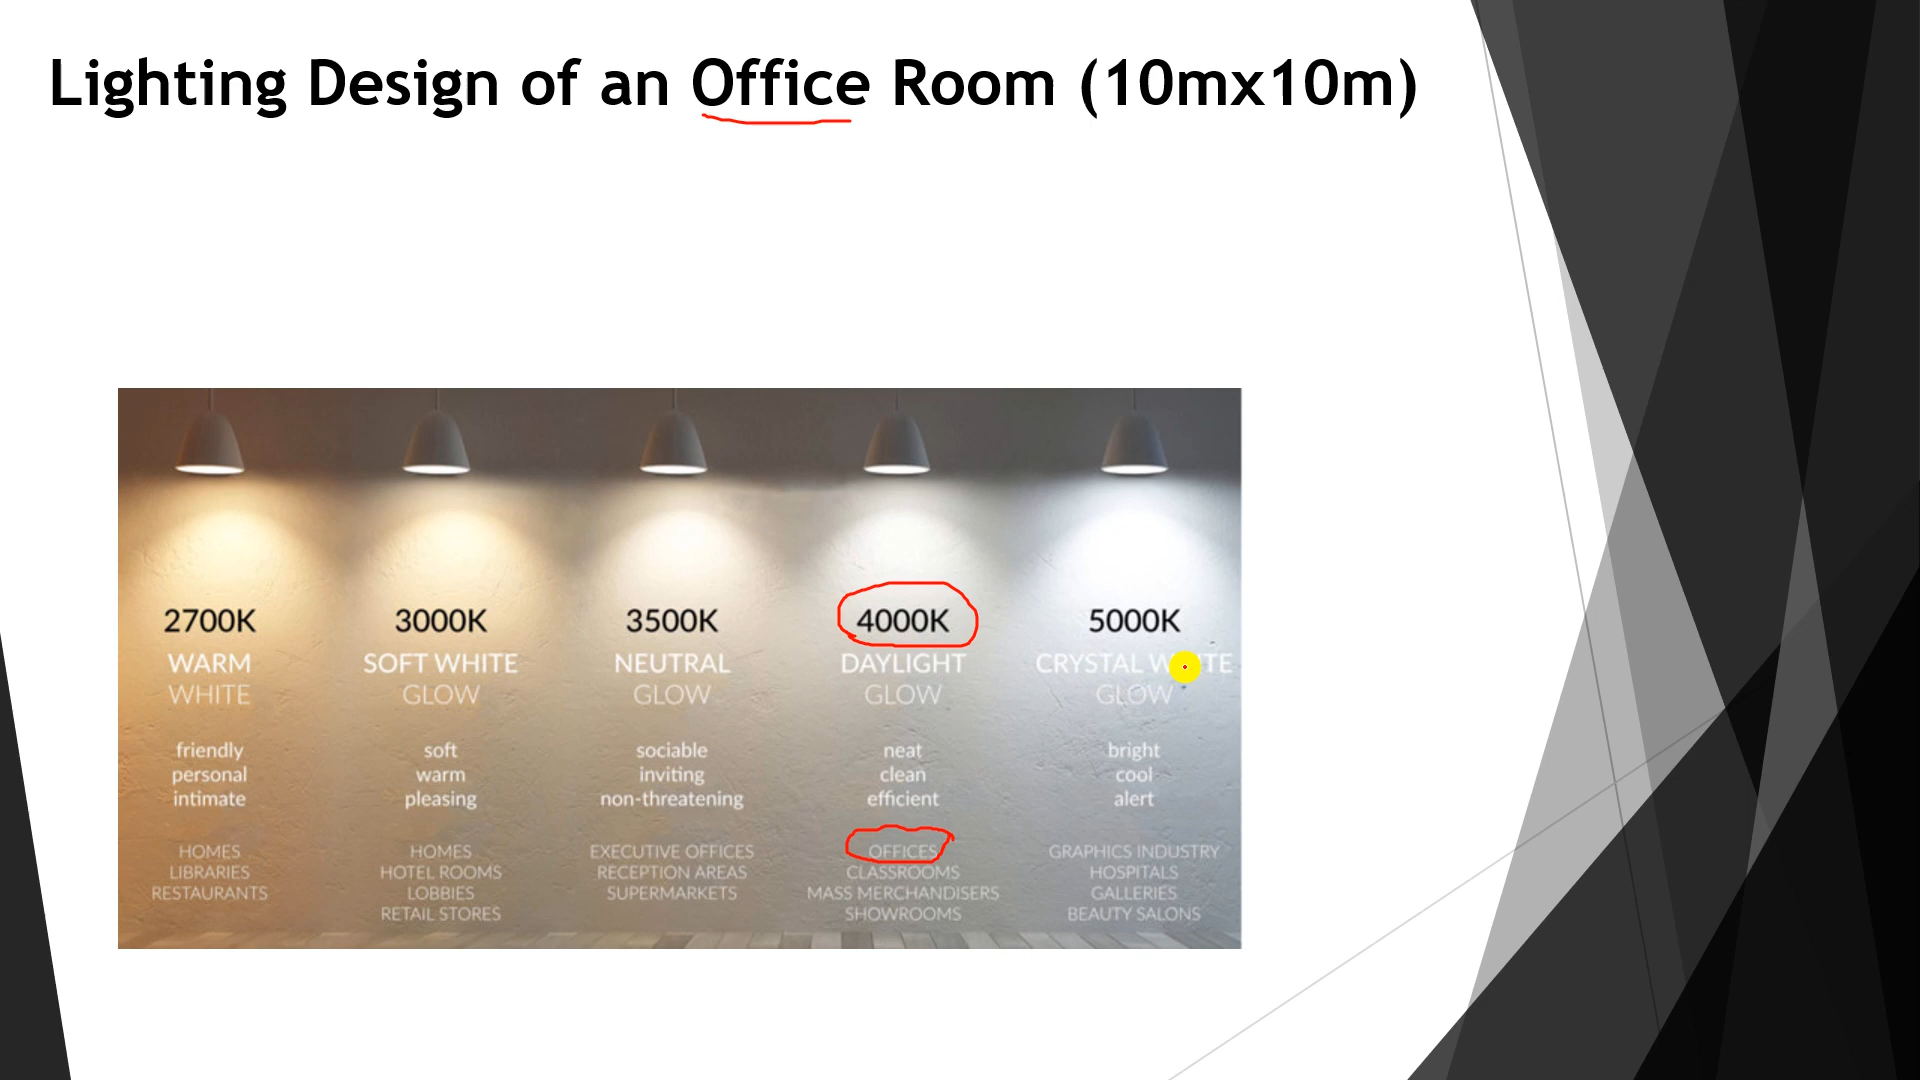 Lighting Design of an Office Room (10mx10m)
2700K
WARM
WHITE
friendly
personal
intimate
HOMES
LIBRARIES
RESTAURANTS
3000K
SOFT WHITE
GLOW
soft
warm
pleasing
HOMES
HOTEL ROOMS
LOBBIES
RETAIL STORES
3500K
NEUTRAL
GLOW
sociable
inviting
non-threatening
EXECUTIVE OFFICES
RECEPTION AREAS
SUPERMARKETS
4000K
DAYLIGHT
GLOW
neat
clean
efficient
OFFICES
CLASSROOMS
MASS MERCHANDISERS
SHOWROOMS
5000K
CRYSTAL WHITE
GLOW
bright
cool
alert
GRAPHICS INDUSTRY
HOSPITALS
GALLERIES
BEAUTY SALONS